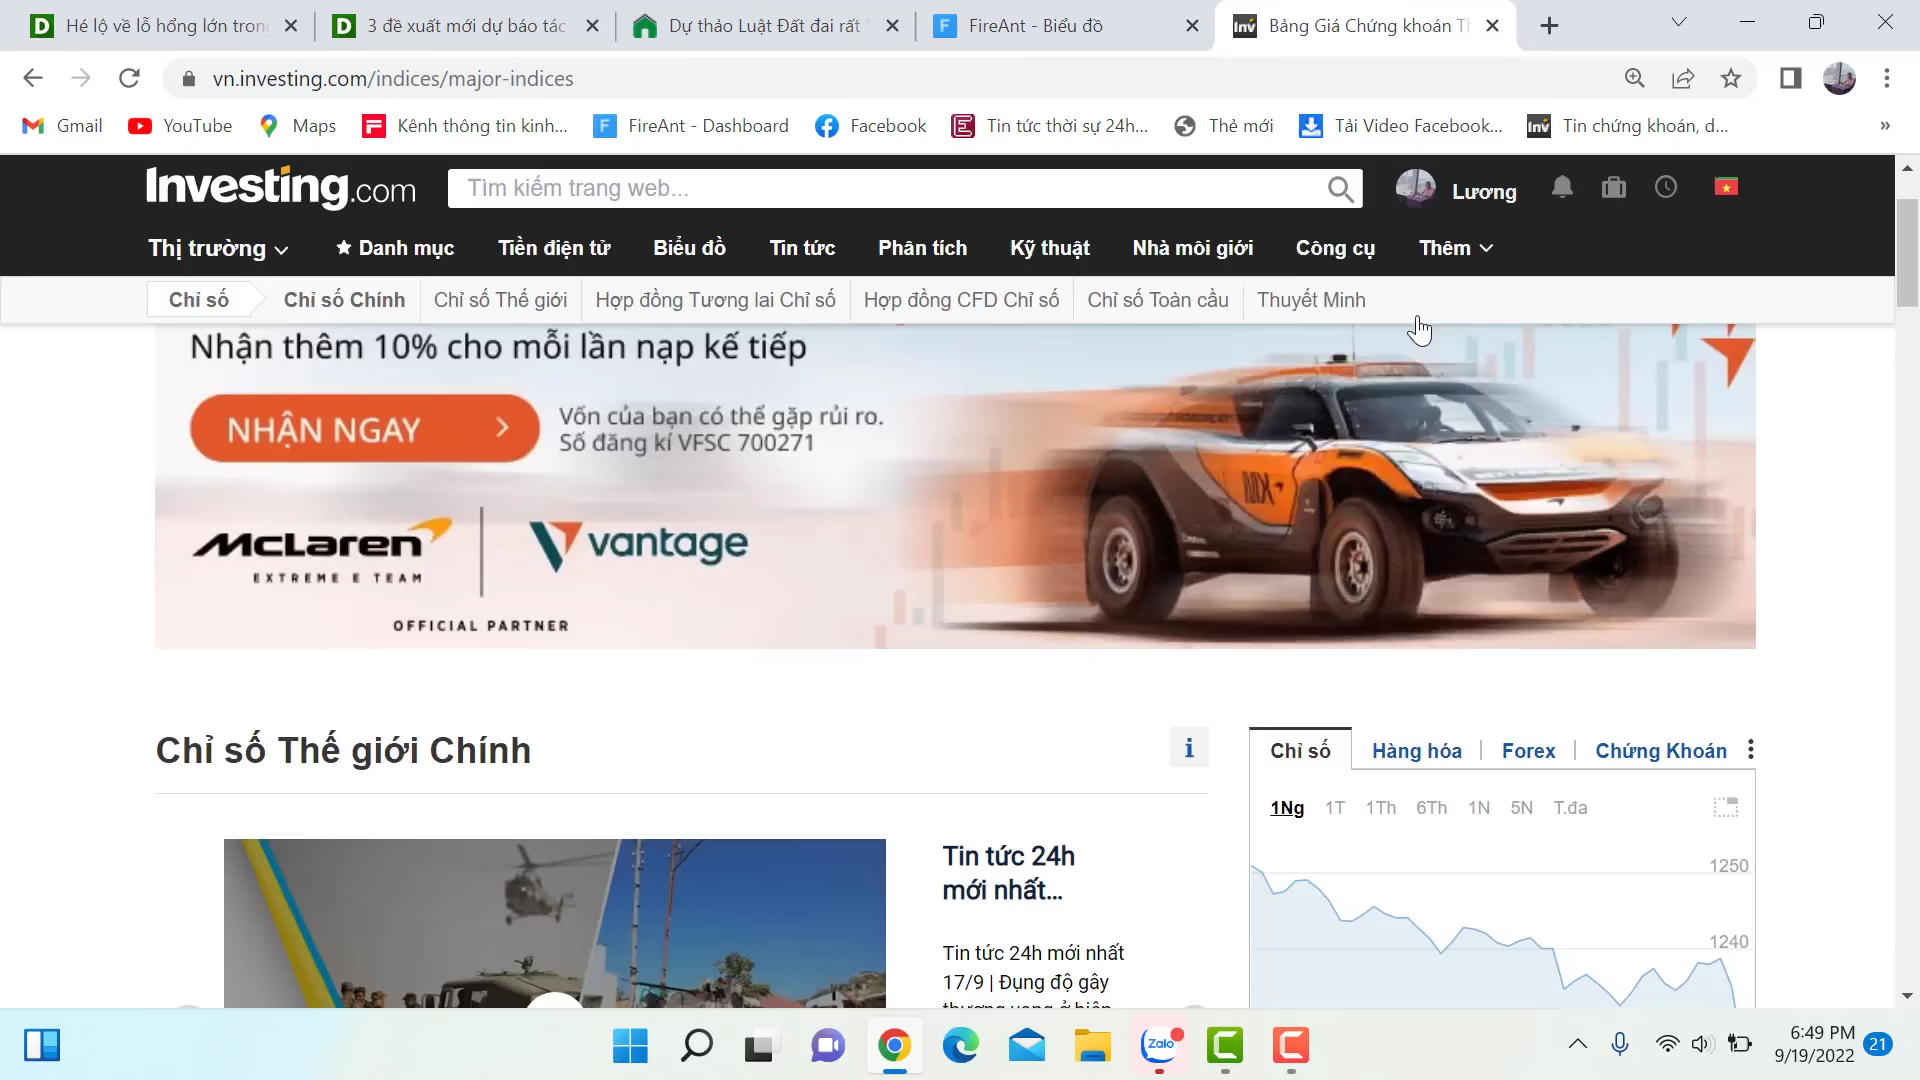 Hé lộ về lỗ hổng lớn trong
3 đề xuất mới dự báo tác
Dự thảo Luật Đất đai rất "
FireAnt - Biểu đồ
Inv
Bảng Giá Chứng khoán Th
vn.investing.com/indices/major-indices
Gmail
YouTube
Maps
Kênh thông tin kinh...
FireAnt - Dashboard
Facebook
Tin tức thời sự 24h...
Thẻ mới
Tải Video Facebook...
Inv
Tin chứng khoán, d...
»
Investing.com
Tìm kiếm trang web...
Lương
Thị trường
Danh mục
Tiền điện tử
Biểu đồ
Tin tức
Phân tích
Kỹ thuật
Nhà môi giới
Công cụ
Thêm
Chỉ số
Chỉ số Chính
Chỉ số Thế giới
Hợp đồng Tương lai Chỉ số
Hợp đồng CFD Chỉ số
Chỉ số Toàn cầu
Thuyết Minh
Nhận thêm 10% cho mỗi lần nạp kế tiếp
NHẬN NGAY
Vốn của bạn có thể gặp rủi ro.
Số đăng kí VFSC 700271
McLaren
EXTREME E TEAM
vantage
OFFICIAL PARTNER
MX
Chỉ số Thế giới Chính
i
Chỉ số
Hàng hóa
Forex
Chứng Khoán
1Ng
1T
1Th
6Th
1N
5N
T.đa
1250
1240
Tin tức 24h
mới nhất...
Tin tức 24h mới nhất
17/9 | Đụng độ gây
thương vong ở biên
Zalo
6:49 PM
9/19/2022
21